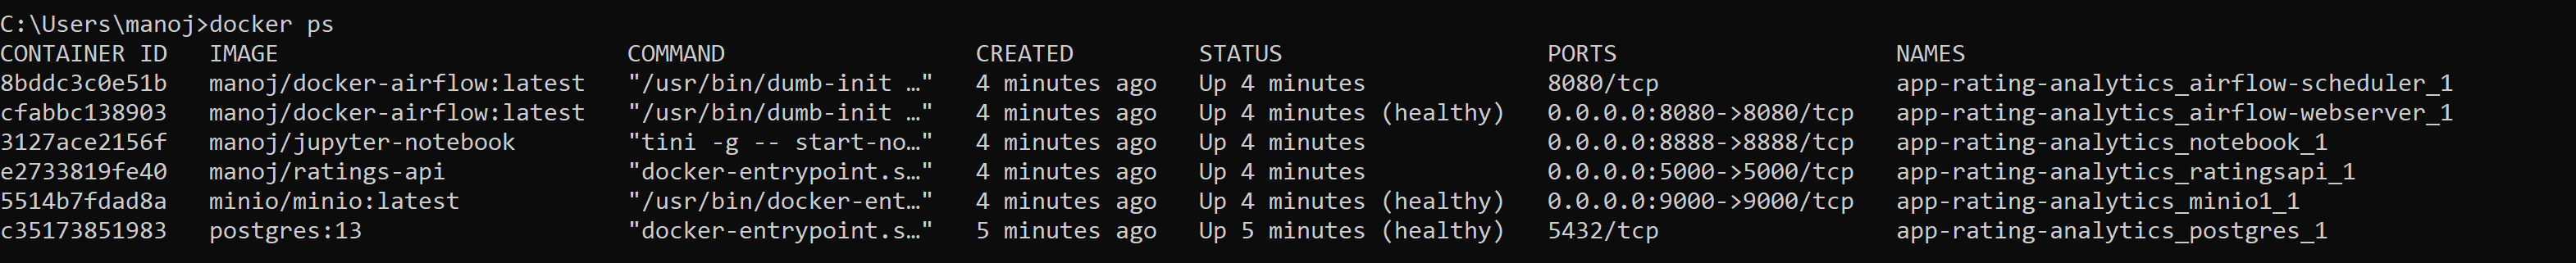 C:\Users\manoj>docker ps
CONTAINER ID   IMAGE                         COMMAND                  CREATED         STATUS                   PORTS                    NAMES
8bddc3c0e51b   manoj/docker-airflow:latest   "/usr/bin/dumb-init …"   4 minutes ago   Up 4 minutes             8080/tcp                 app-rating-analytics_airflow-scheduler_1
cfabbc138903   manoj/docker-airflow:latest   "/usr/bin/dumb-init …"   4 minutes ago   Up 4 minutes (healthy)   0.0.0.0:8080->8080/tcp   app-rating-analytics_airflow-webserver_1
3127ace2156f   manoj/jupyter-notebook        "tini -g -- start-no…"   4 minutes ago   Up 4 minutes             0.0.0.0:8888->8888/tcp   app-rating-analytics_notebook_1
e2733819fe40   manoj/ratings-api             "docker-entrypoint.s…"   4 minutes ago   Up 4 minutes             0.0.0.0:5000->5000/tcp   app-rating-analytics_ratingsapi_1
5514b7fdad8a   minio/minio:latest            "/usr/bin/docker-ent…"   4 minutes ago   Up 4 minutes (healthy)   0.0.0.0:9000->9000/tcp   app-rating-analytics_minio1_1
c35173851983   postgres:13                   "docker-entrypoint.s…"   5 minutes ago   Up 5 minutes (healthy)   5432/tcp                 app-rating-analytics_postgres_1